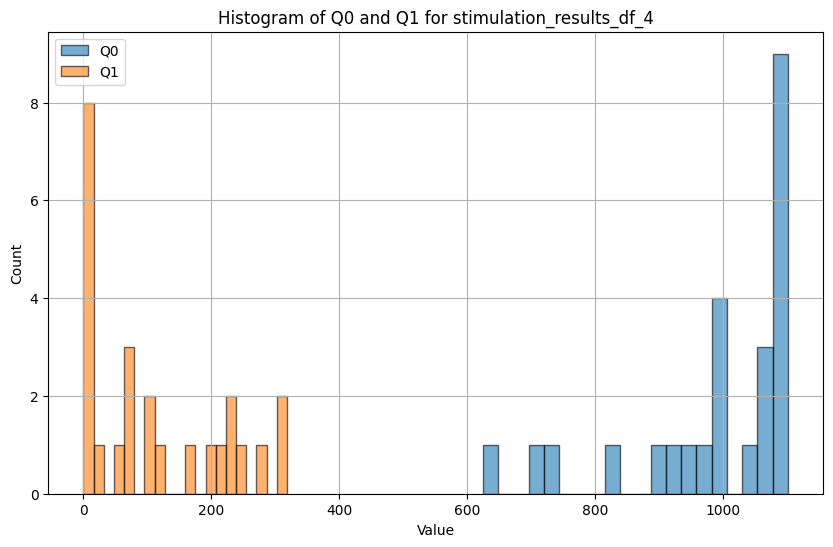 Histogram of Q0 and Q1 for stimulation_results_df_4
Q0
Q1
8
6
4
2
0
Count
0
200
400
600
800
1000
Value